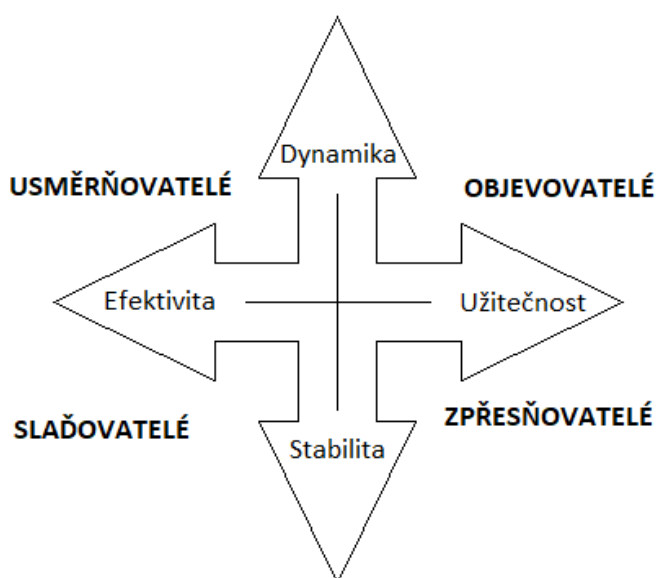 Dynamika
USMĚRŇOVATELÉ
OBJEVOVATELÉ
Efektivita
Užitečnost
SLAĎOVATELÉ
ZPŘESŇOVATELÉ
Stabilita